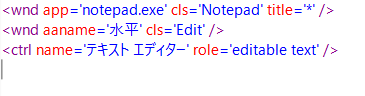 <wnd app='notepad.exe' cls='Notepad' title='*' />
<wnd aaname='水平' cls='Edit' />
<ctrl name='テキスト エディター' role='editable text' />